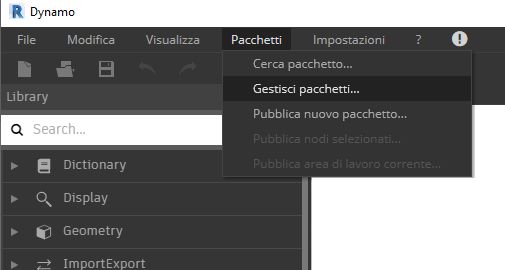 R Dynamo
File Modifica Visualizza Pacchetti Impostazioni ? !
Cerca pacchetto...
Gestisci pacchetti...
Pubblica nuovo pacchetto...
Pubblica nodi selezionati...
Pubblica area di lavoro corrente...
Library
Search...
Dictionary
Display
Geometry
ImportExport